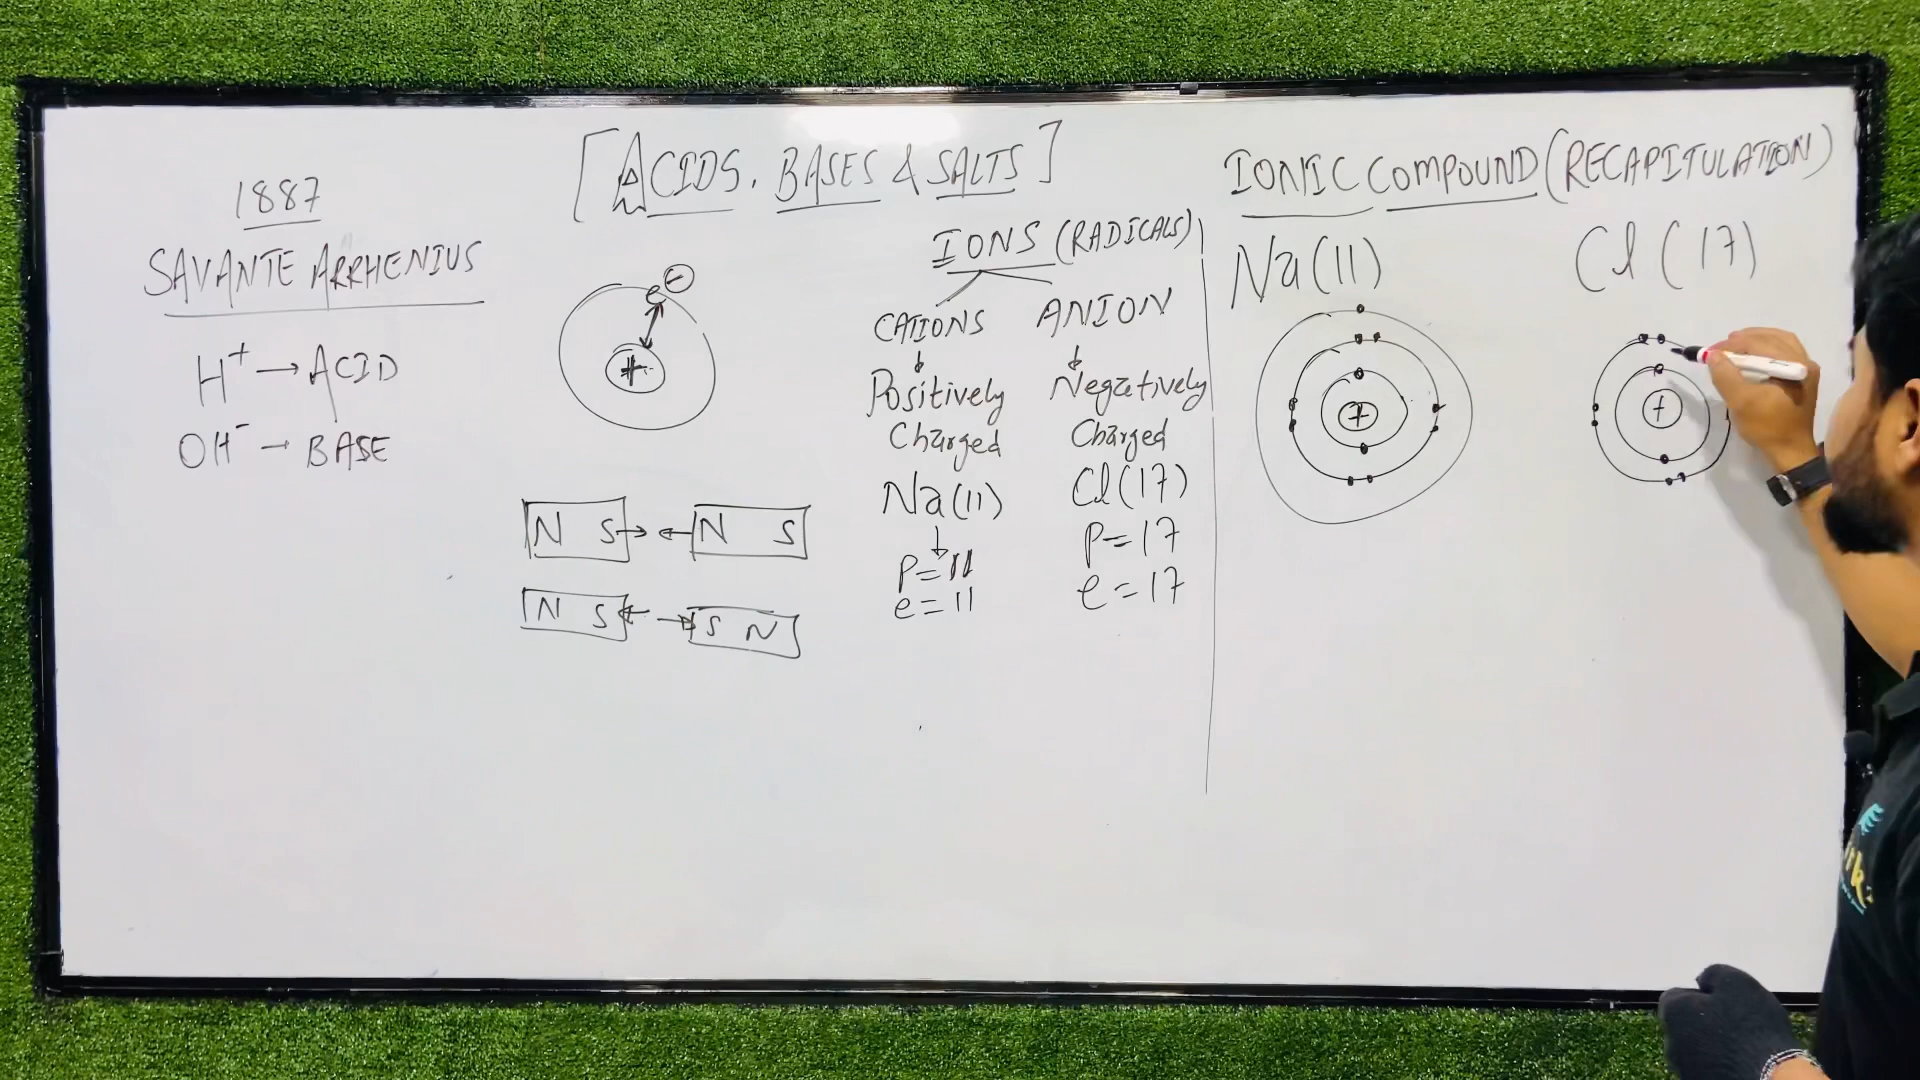 [ACIDS, BASES & SALTS]
1887
SAVANTE ARRHENIUS
H⁺ → ACID
OH⁻ → BASE
e⁻
+
N S → ← N S
N S ← → S N
IONS (RADICALS)
CATIONS
Positively
Charged
Na(11)
P=11
e=11
ANION
Negatively
Charged
Cl(17)
P=17
e=17
IONIC COMPOUND (RECAPITULATION)
Na(11)
+
Cl(17)
+